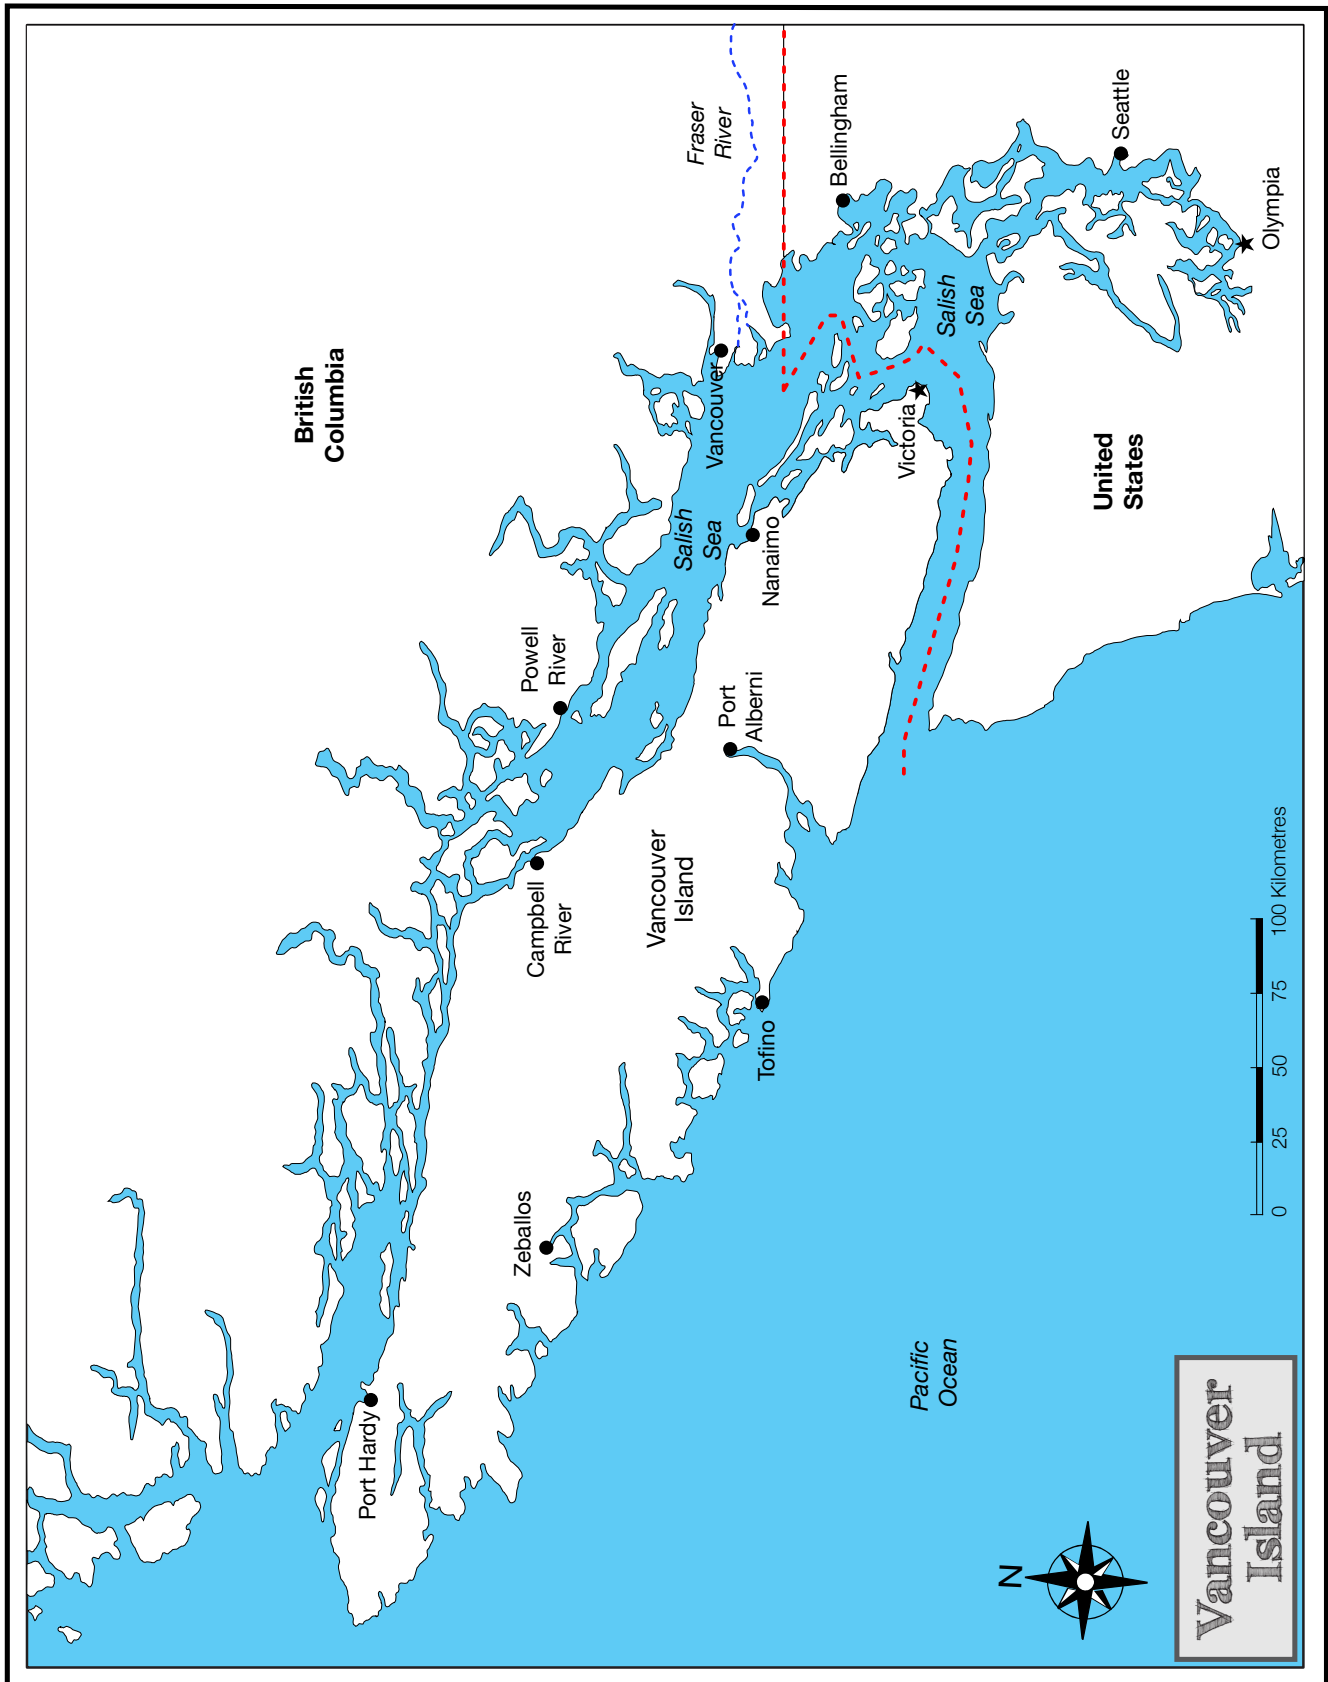 British
Columbia
Fraser
River
Bellingham
Seattle
Olympia
Vancouver
Salish
Sea
Victoria
United
States
Salish
Sea
Nanaimo
Powell
River
Port
Alberni
Campbell
River
Vancouver
Island
Tofino
Zeballos
Port Hardy
Pacific
Ocean
0 25 50 75 100 Kilometres
N
Vancouver
Island